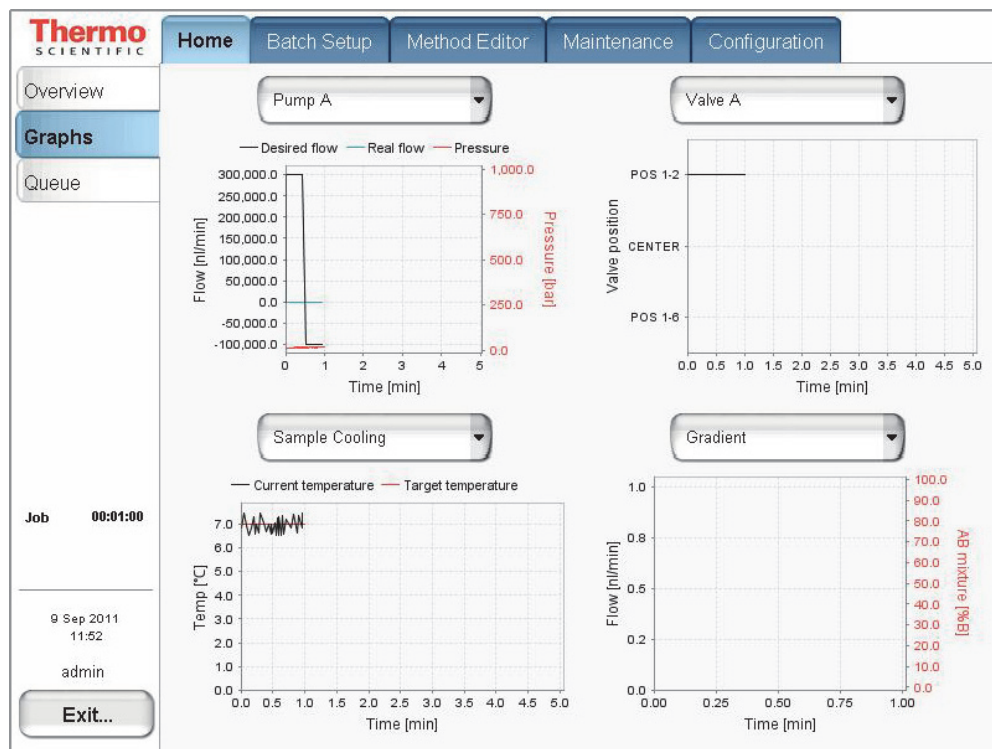 Thermo
SCIENTIFIC
Home
Batch Setup
Method Editor
Maintenance
Configuration
Overview
Graphs
Queue
Job 00:01:00
9 Sep 2011
11:52
admin
Exit...
Pump A
Desired flow Real flow Pressure
300,000.0
250,000.0
200,000.0
150,000.0
100,000.0
50,000.0
0.0
-50,000.0
-100,000.0
Flow [nl/min]
1,000.0
750.0
500.0
250.0
0.0
Pressure [bar]
0 1 2 3 4 5
Time [min]
Valve A
POS 1-2
CENTER
POS 1-6
Valve position
0.0 0.5 1.0 1.5 2.0 2.5 3.0 3.5 4.0 4.5 5.0
Time [min]
Sample Cooling
Current temperature Target temperature
7.0
6.0
5.0
4.0
3.0
2.0
1.0
0.0
Temp [°C]
0.0 0.5 1.0 1.5 2.0 2.5 3.0 3.5 4.0 4.5 5.0
Time [min]
Gradient
1.0
0.8
0.5
0.2
0.0
Flow [nl/min]
100.0
90.0
80.0
70.0
60.0
50.0
40.0
30.0
20.0
10.0
0.0
AB mixture [%B]
0.00 0.25 0.50 0.75 1.00
Time [min]